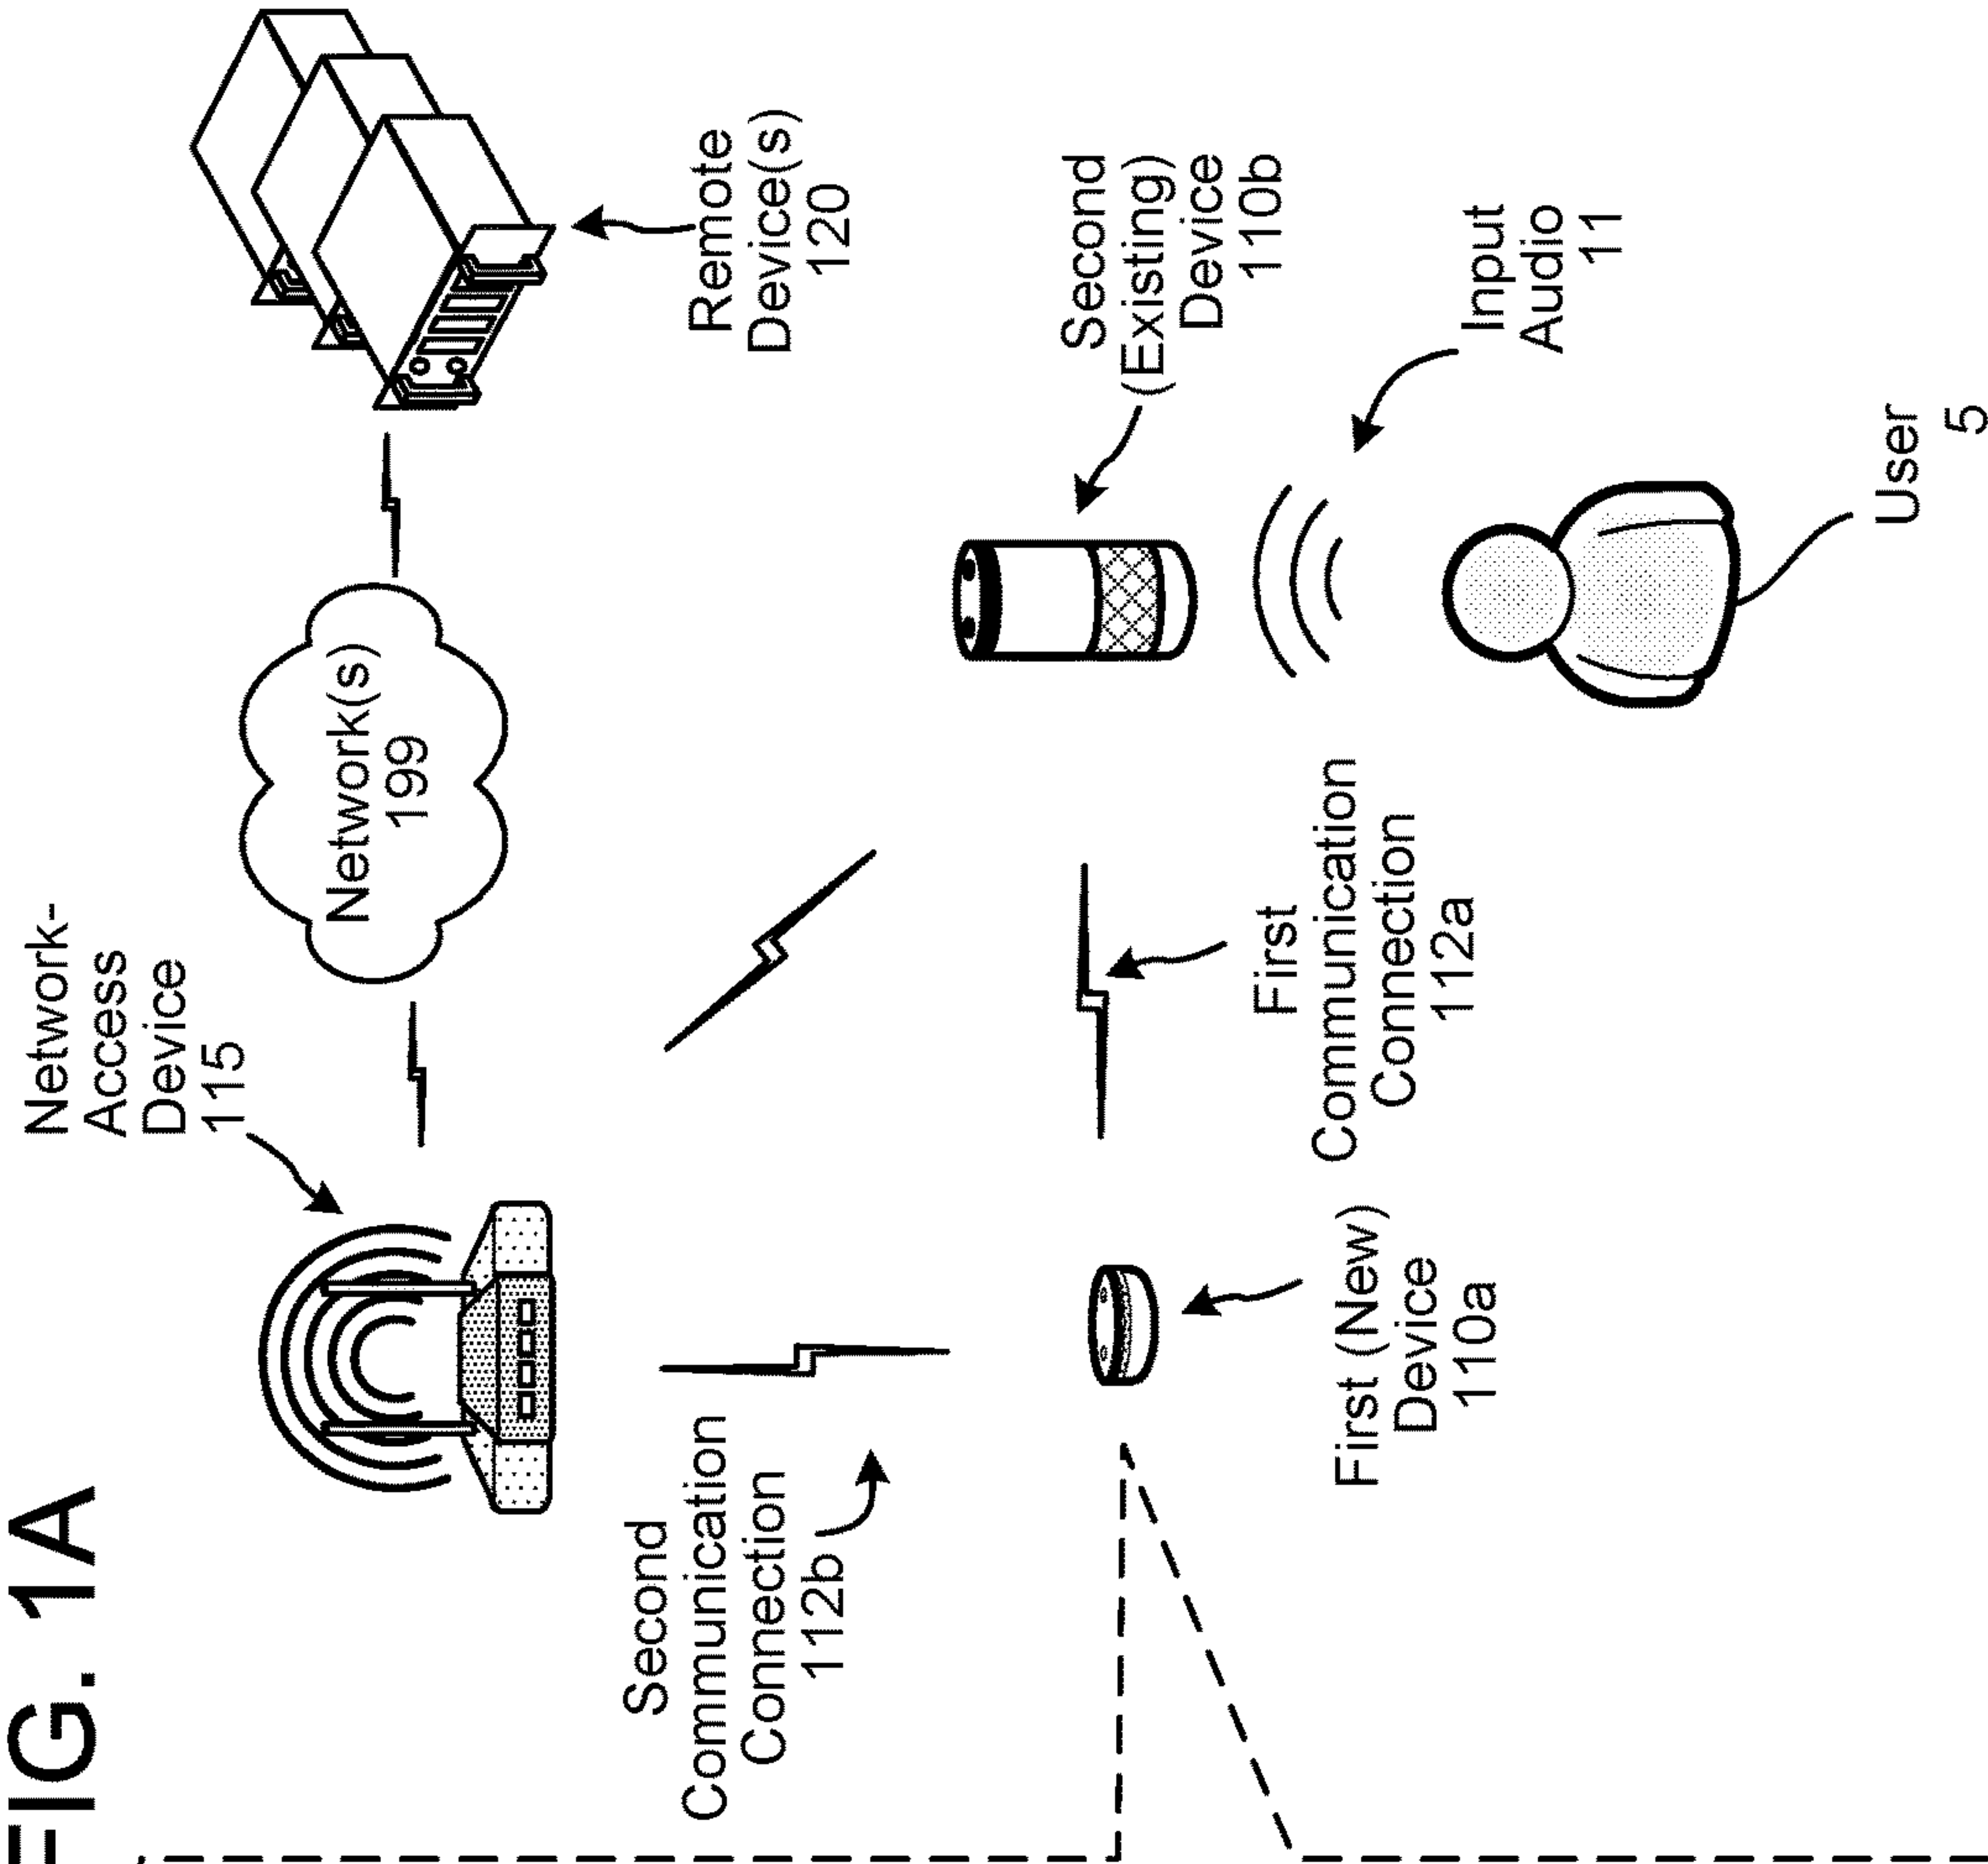 FIG. 1A
Network-
Access
Device
115
Network(s)
199
Remote
Device(s)
120
Second
Communication
Connection
112b
Second
(Existing)
Device
110b
First
Communication
Connection
112a
Input
Audio
11
First (New)
Device
110a
User
5